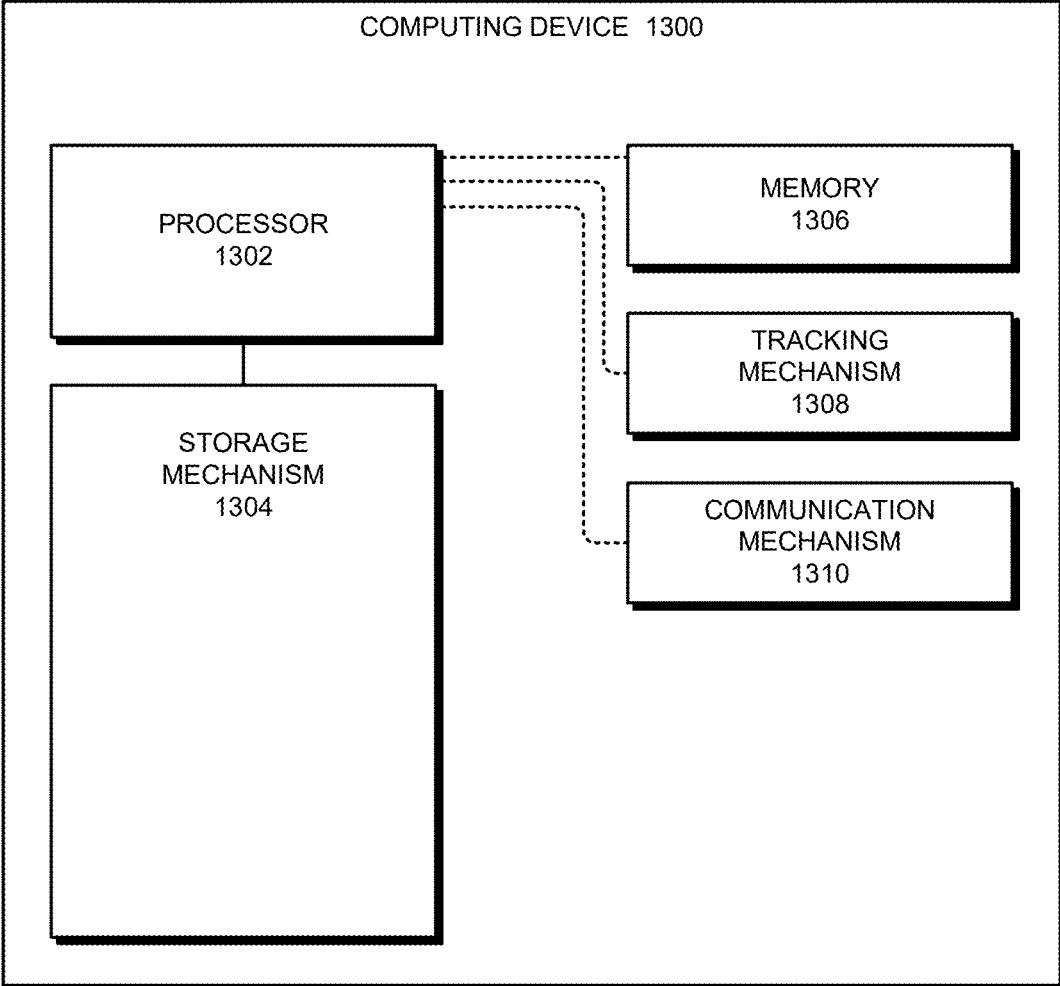 COMPUTING DEVICE 1300
PROCESSOR
1302
MEMORY
1306
TRACKING
MECHANISM
1308
STORAGE
MECHANISM
1304
COMMUNICATION
MECHANISM
1310